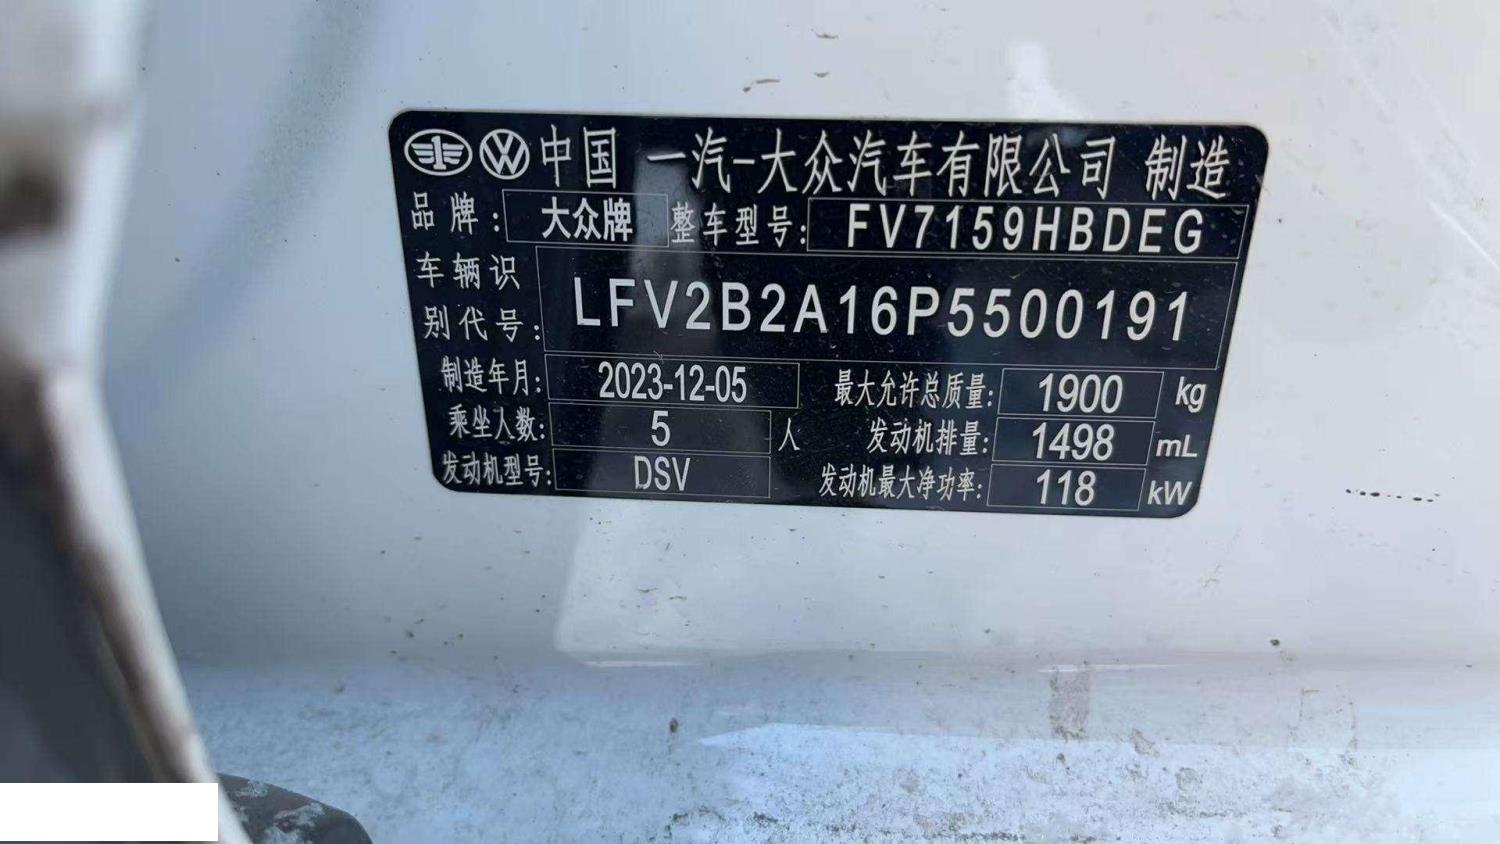 中国 一汽-大众汽车有限公司 制造
品牌: 大众牌 整车型号: FV7159HBDEG
车辆识别代号: LFV2B2A16P5500191
制造年月: 2023-12-05 最大允许总质量: 1900 kg
乘坐人数: 5 人 发动机排量: 1498 mL
发动机型号: DSV 发动机最大净功率: 118 kW